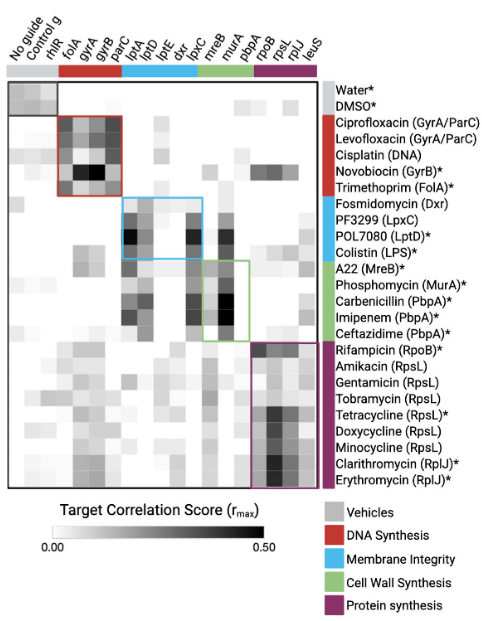 No guide
Control g
rhlR
folA
gyrA
gyrB
parC
lptA
lptD
lptE
dxr
lpxC
mreB
murA
pbpA
rpoB
rpsL
rplJ
leuS
Water*
DMSO*
Ciprofloxacin (GyrA/ParC)
Levofloxacin (GyrA/ParC)
Cisplatin (DNA)
Novobiocin (GyrB)*
Trimethoprim (FolA)*
Fosmidomycin (Dxr)
PF3299 (LpxC)
POL7080 (LptD)*
Colistin (LPS)*
A22 (MreB)*
Phosphomycin (MurA)*
Carbenicillin (PbpA)*
Imipenem (PbpA)*
Ceftazidime (PbpA)*
Rifampicin (RpoB)*
Amikacin (RpsL)
Gentamicin (RpsL)
Tobramycin (RpsL)
Tetracycline (RpsL)*
Doxycycline (RpsL)
Minocycline (RpsL)
Clarithromycin (RplJ)*
Erythromycin (RplJ)*
Target Correlation Score (rmax)
0.00 0.50
Vehicles
DNA Synthesis
Membrane Integrity
Cell Wall Synthesis
Protein synthesis